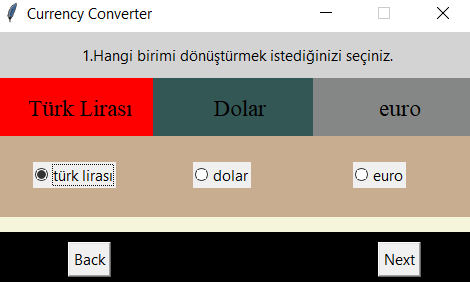 Currency Converter
1.Hangi birimi dönüştürmek istediğinizi seçiniz.
Türk Lirası Dolar euro
türk lirası dolar euro
Back Next